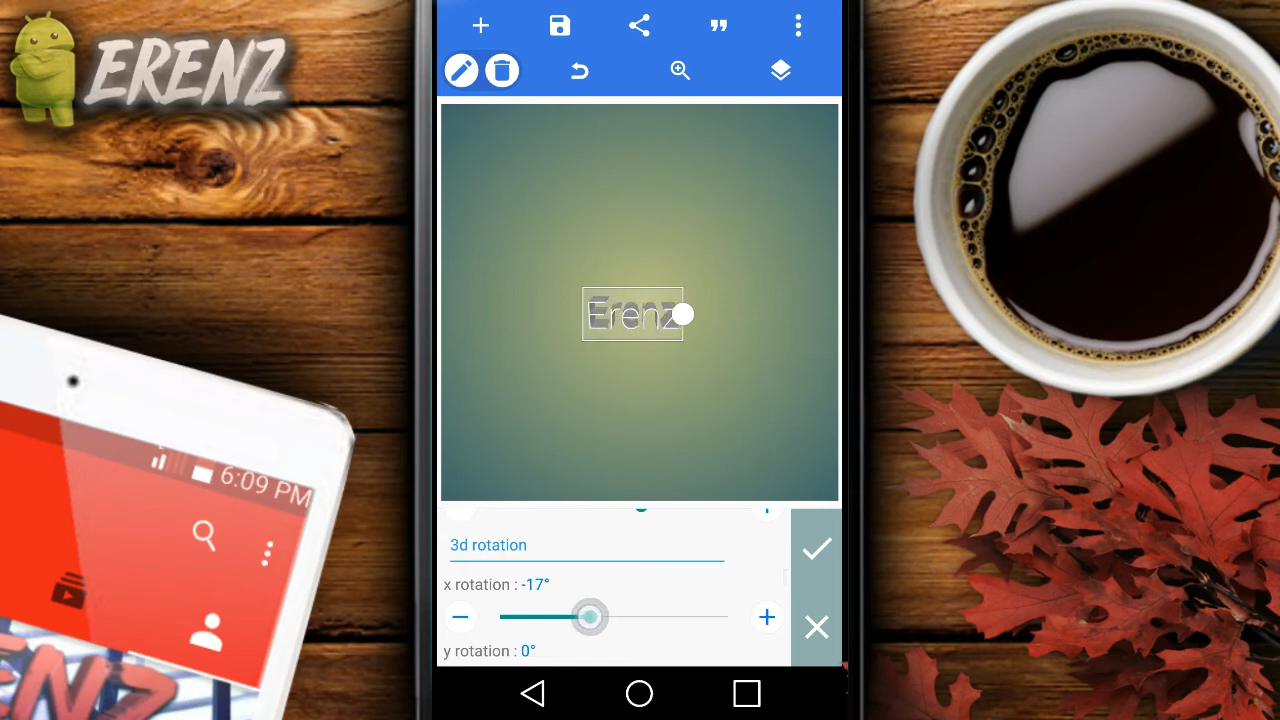 ERENZ
Erenz
6:09 PM
3d rotation
x rotation : -17°
y rotation : 0°